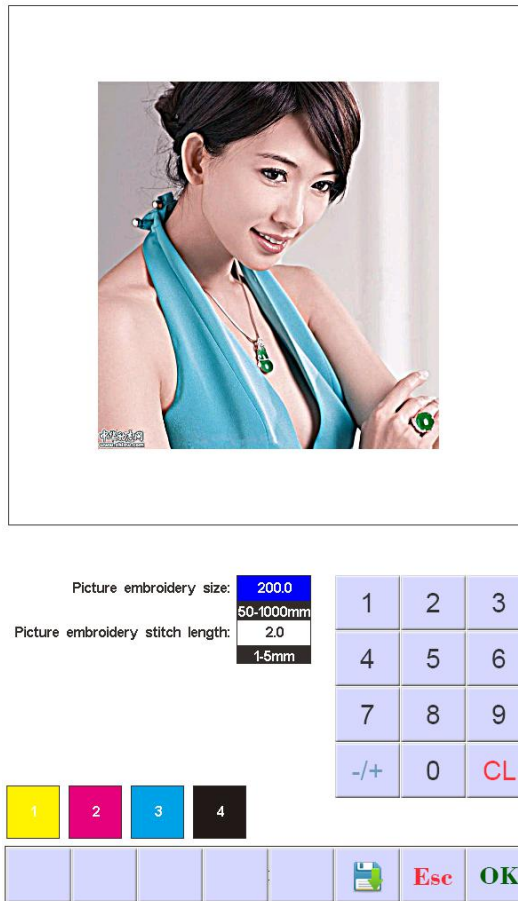 Picture embroidery size: 200.0
50-1000mm
Picture embroidery stitch length: 2.0
1-5mm
1 2 3
4 5 6
7 8 9
-/+ 0 CL
1 2 3 4
Esc OK